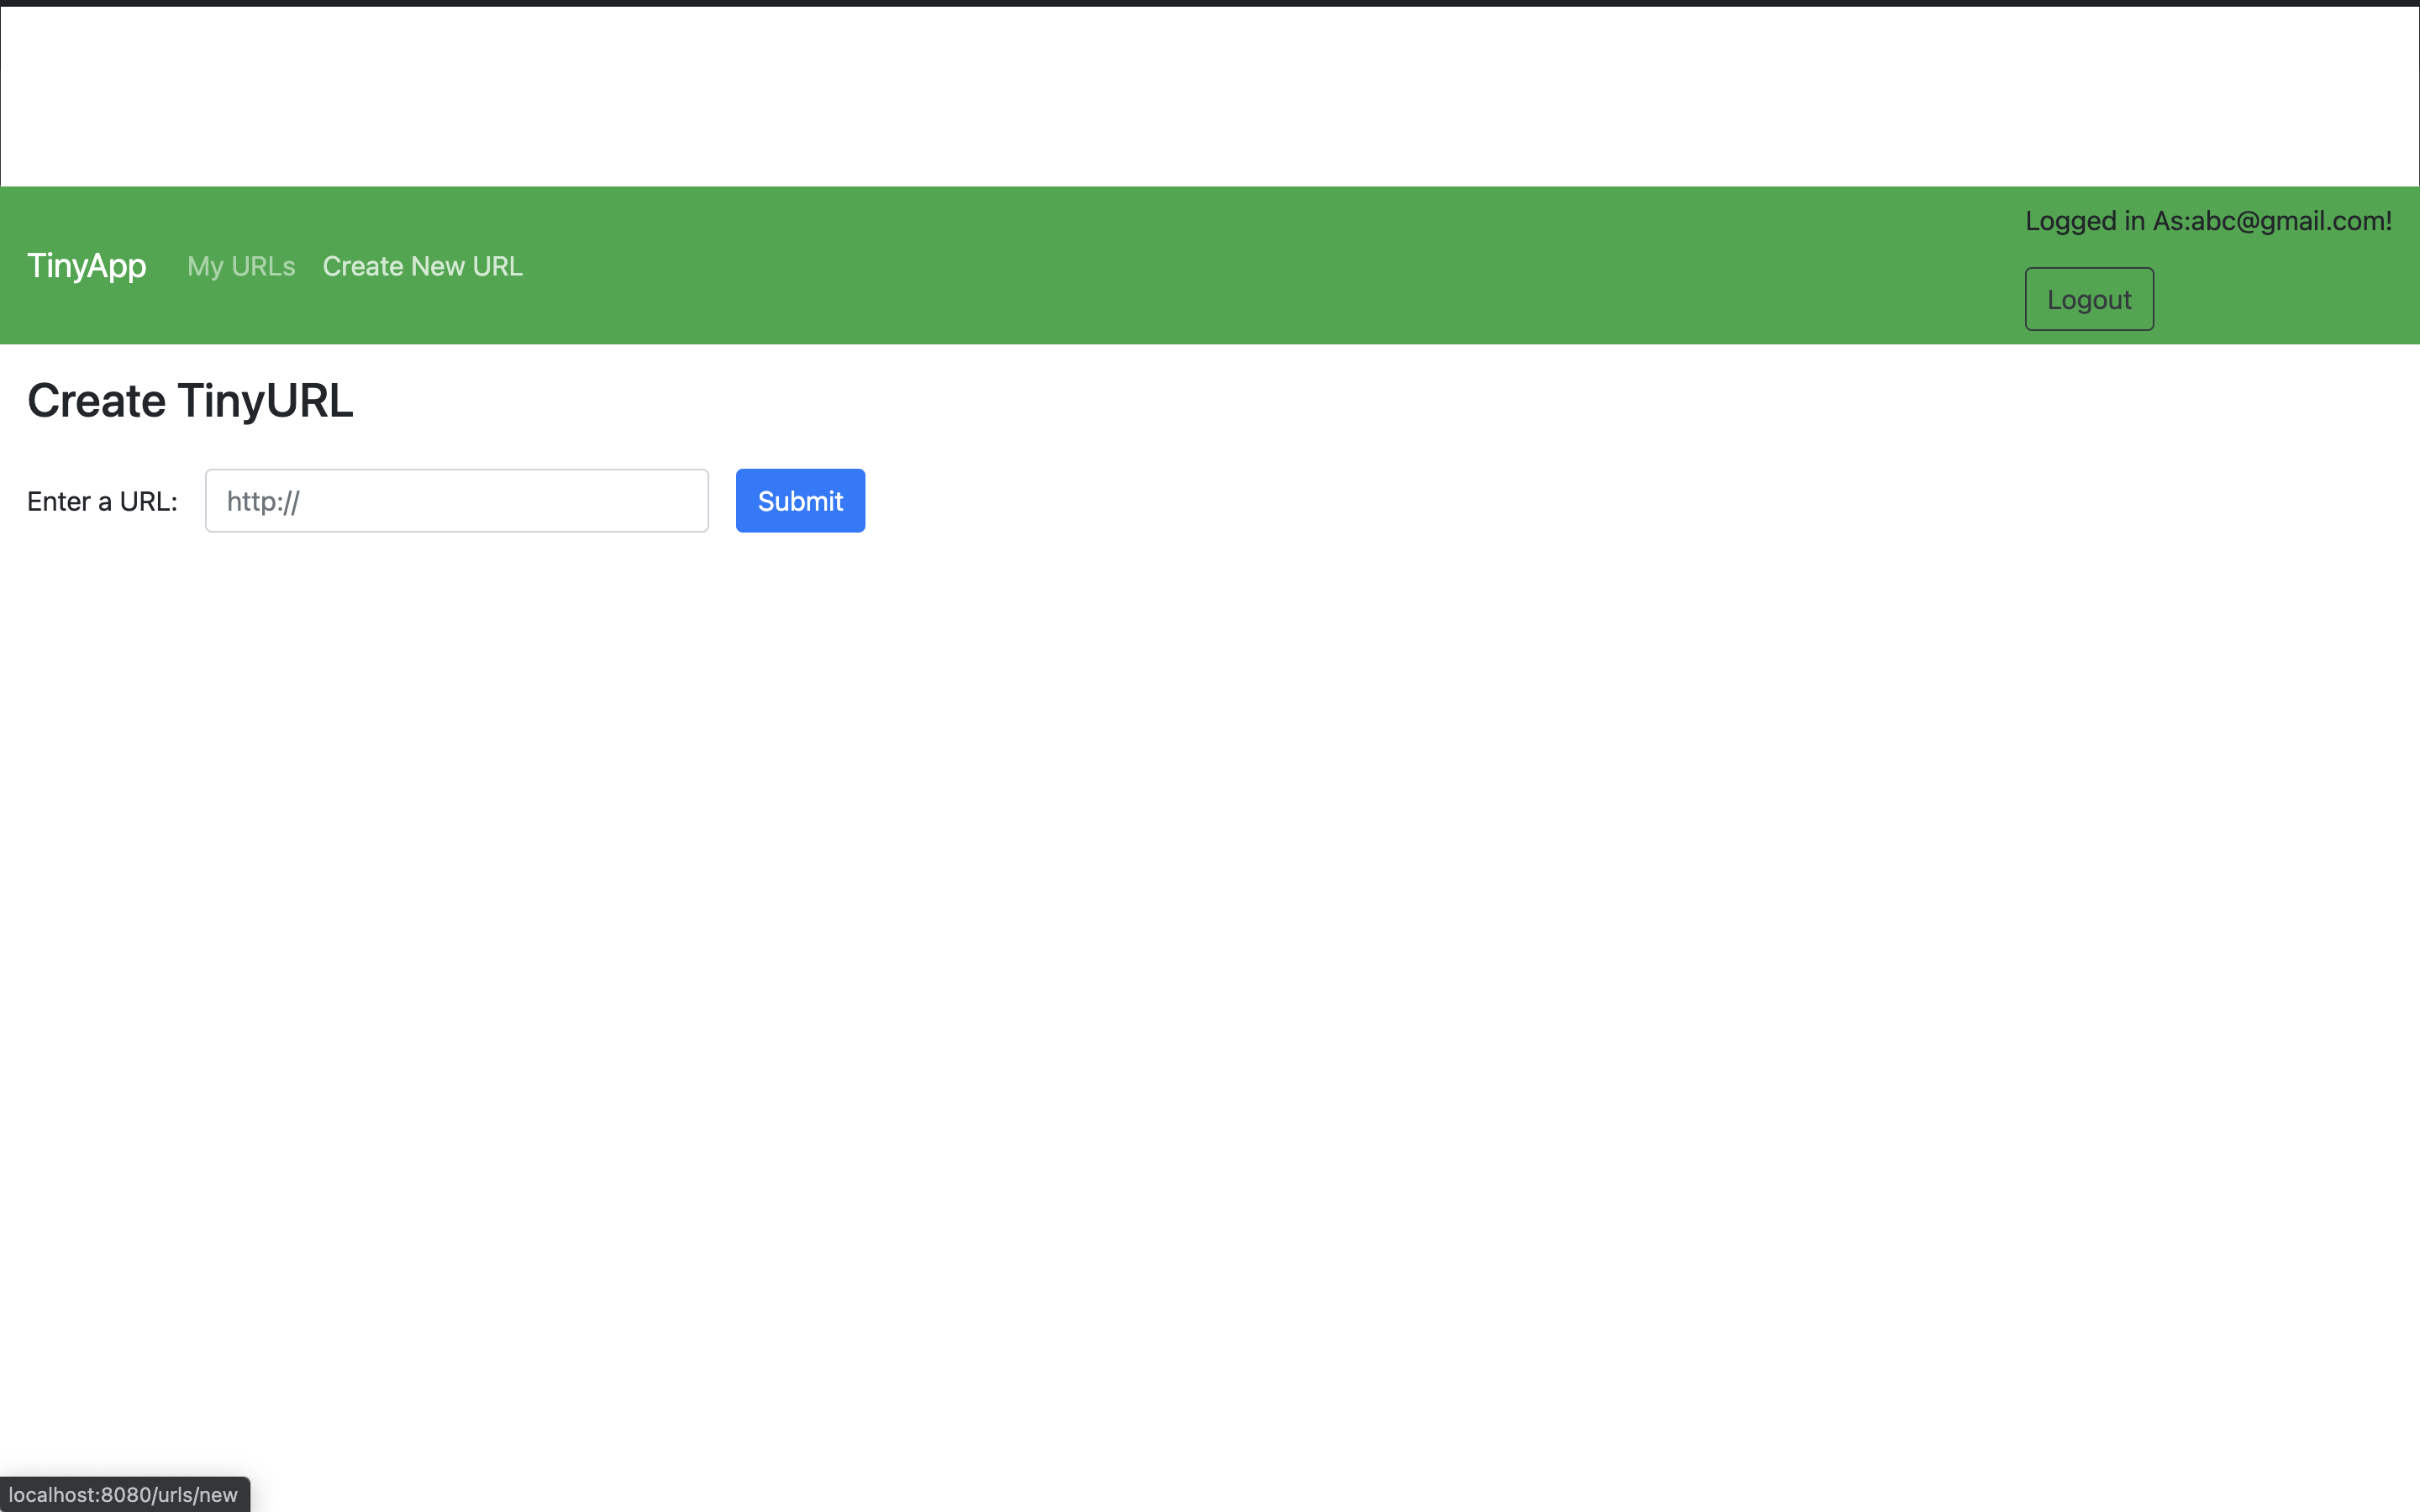 Logged in As:abc@gmail.com!
TinyApp My URLs Create New URL
Logout
Create TinyURL
Enter a URL: http:// Submit
localhost:8080/urls/new